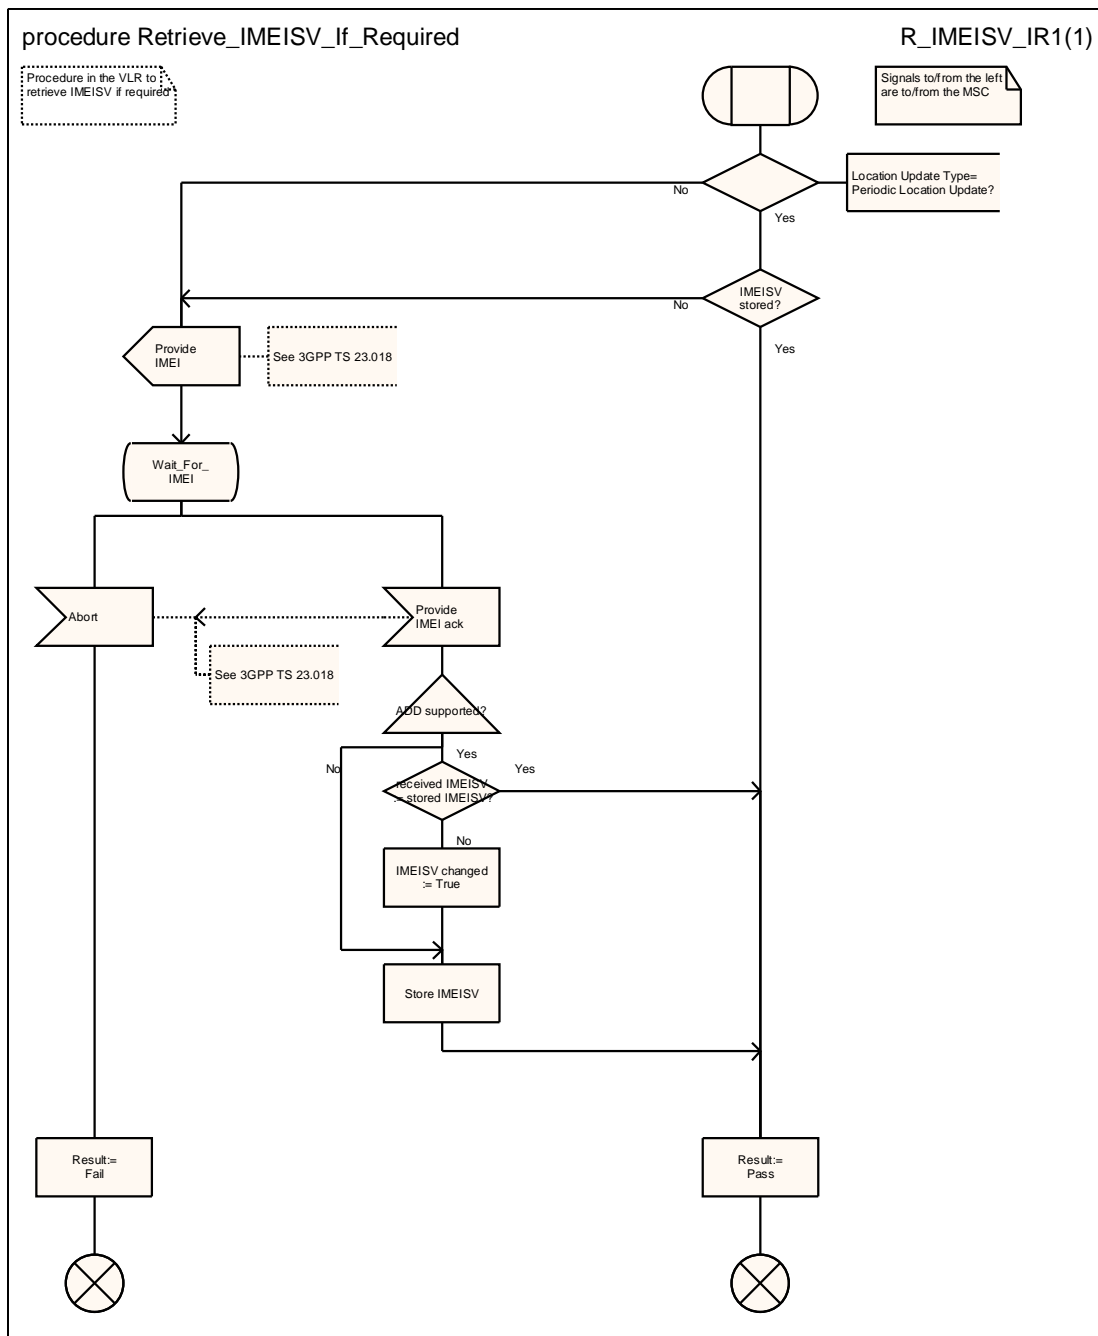 procedure Retrieve_IMEISV_If_Required
R_IMEISV_IR1(1)
Procedure in the VLR to
retrieve IMEISV if required
Signals to/from the left
are to/from the MSC
Location Update Type=
Periodic Location Update?
No
Yes
IMEISV
stored?
No
Yes
Provide
IMEI
See 3GPP TS 23.018
Wait_For_
IMEI
Abort
Provide
IMEI ack
See 3GPP TS 23.018
ADD supported?
Yes
No
received IMEISV
:= stored IMEISV?
Yes
No
IMEISV changed
:= True
Store IMEISV
Result:=
Fail
Result:=
Pass